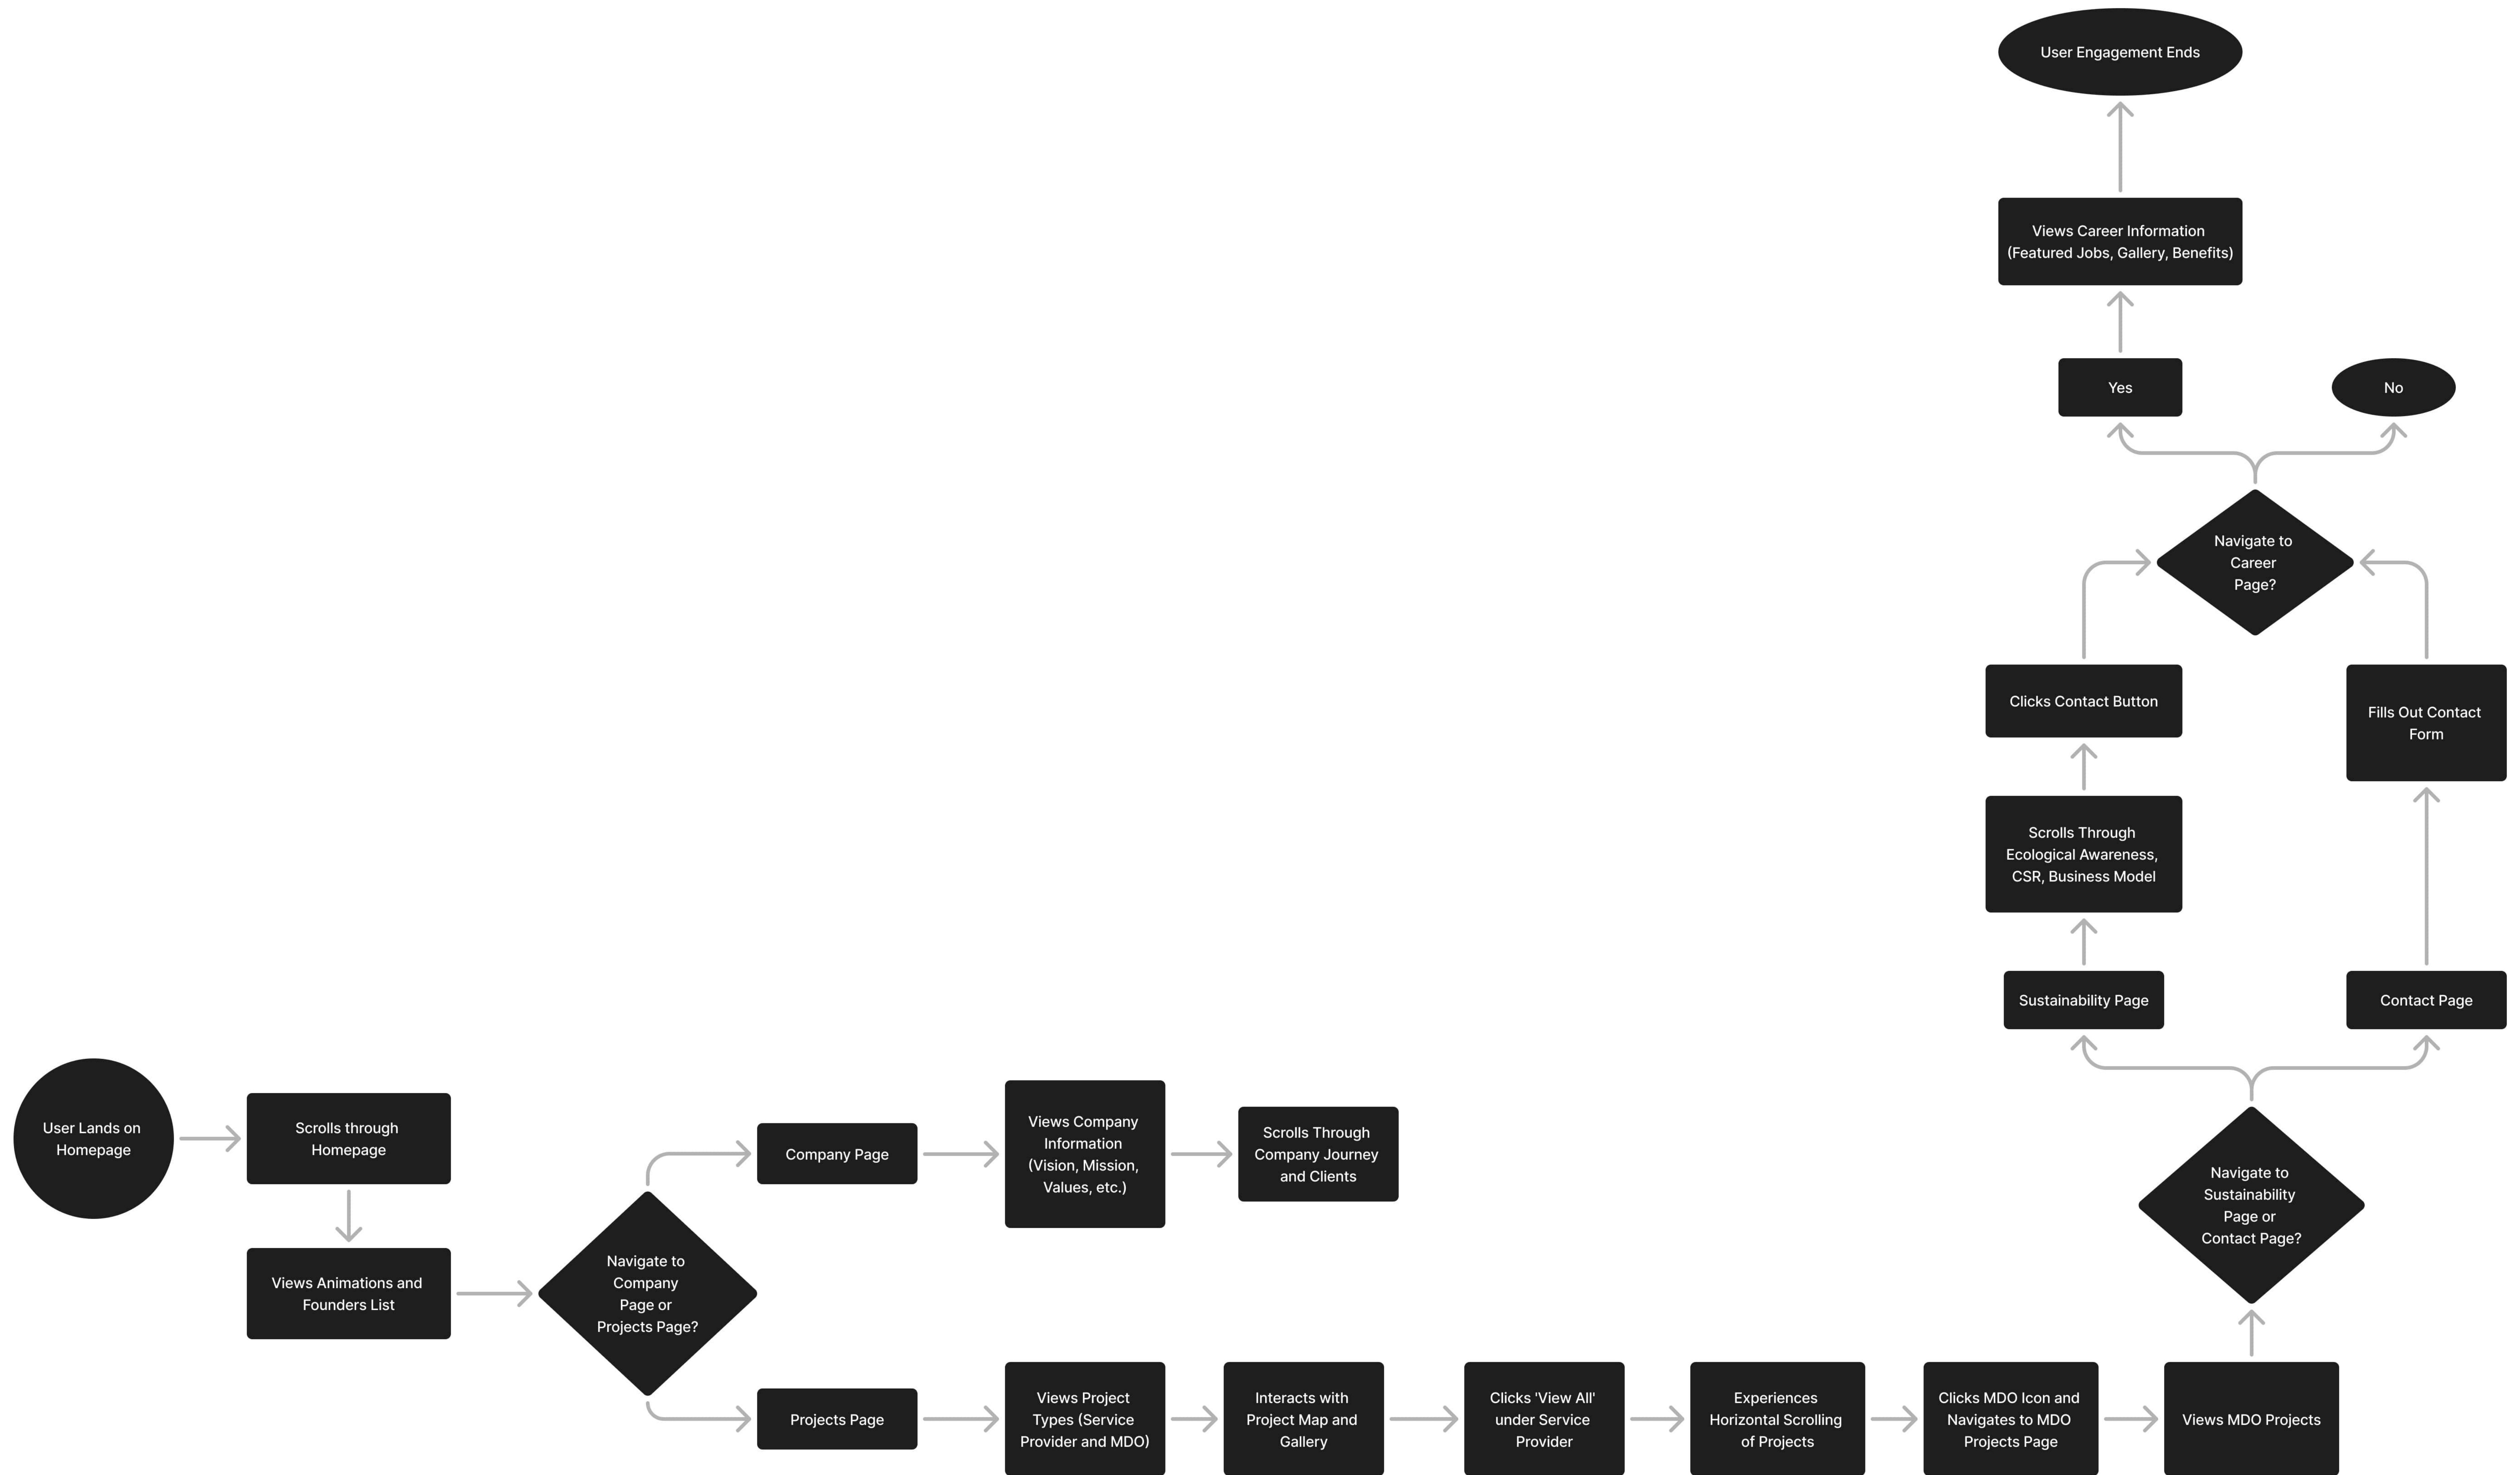 User Engagement Ends
Views Career Information
(Featured Jobs, Gallery, Benefits)
Yes
No
Navigate to
Career
Page?
Clicks Contact Button
Fills Out Contact
Form
Scrolls Through
Ecological Awareness,
CSR, Business Model
Sustainability Page
Contact Page
Navigate to
Sustainability
Page or
Contact Page?
User Lands on
Homepage
Scrolls through
Homepage
Views Animations and
Founders List
Navigate to
Company
Page or
Projects Page?
Company Page
Views Company
Information
(Vision, Mission,
Values, etc.)
Scrolls Through
Company Journey
and Clients
Projects Page
Views Project
Types (Service
Provider and MDO)
Interacts with
Project Map and
Gallery
Clicks 'View All'
under Service
Provider
Experiences
Horizontal Scrolling
of Projects
Clicks MDO Icon and
Navigates to MDO
Projects Page
Views MDO Projects